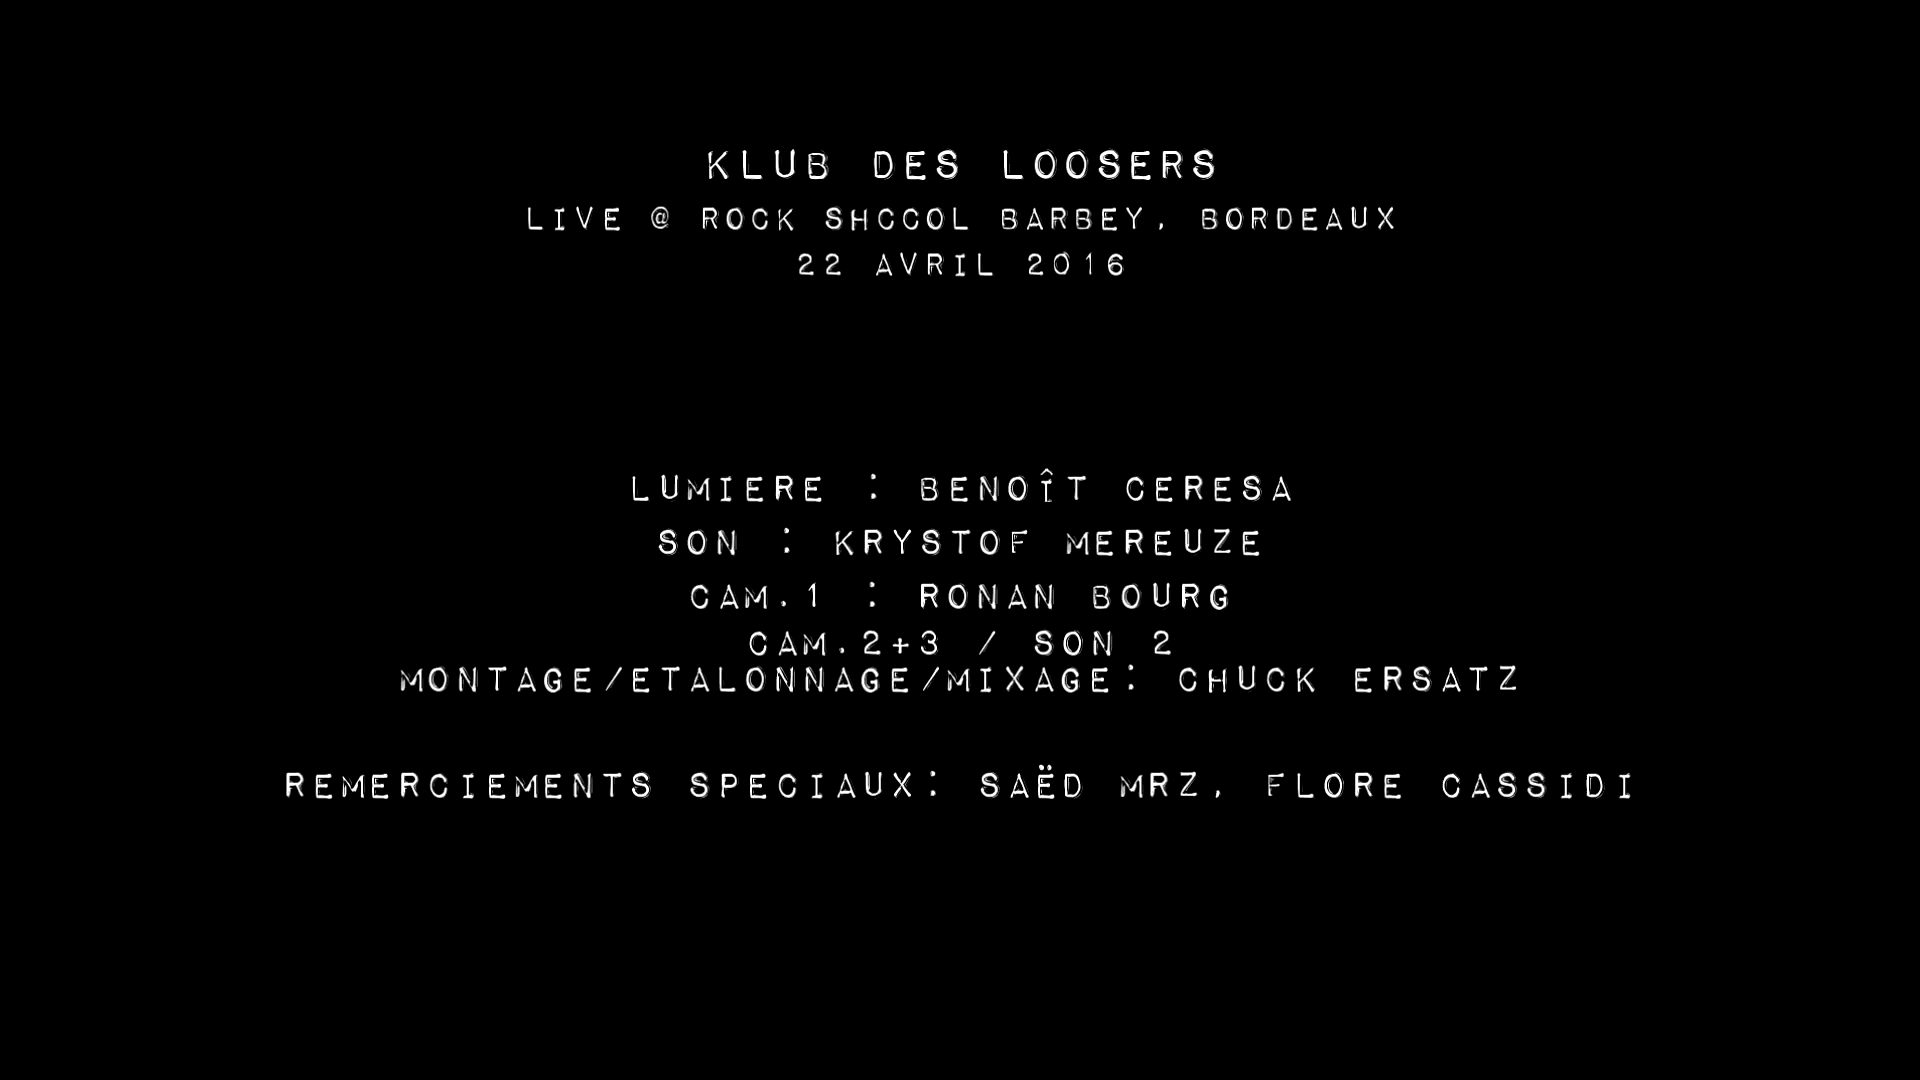 KLUB DES LOOSERS
LIVE @ ROCK SHCCOL BARBEY, BORDEAUX
22 AVRIL 2016
LUMIERE : BENOÎT CERESA
SON : KRYSTOF MEREUZE
CAM.1 : RONAN BOURG
CAM.2+3 / SON 2
MONTAGE/ETALONNAGE/MIXAGE: CHUCK ERSATZ
REMERCIEMENTS SPECIAUX: SAËD MRZ, FLORE CASSIDI